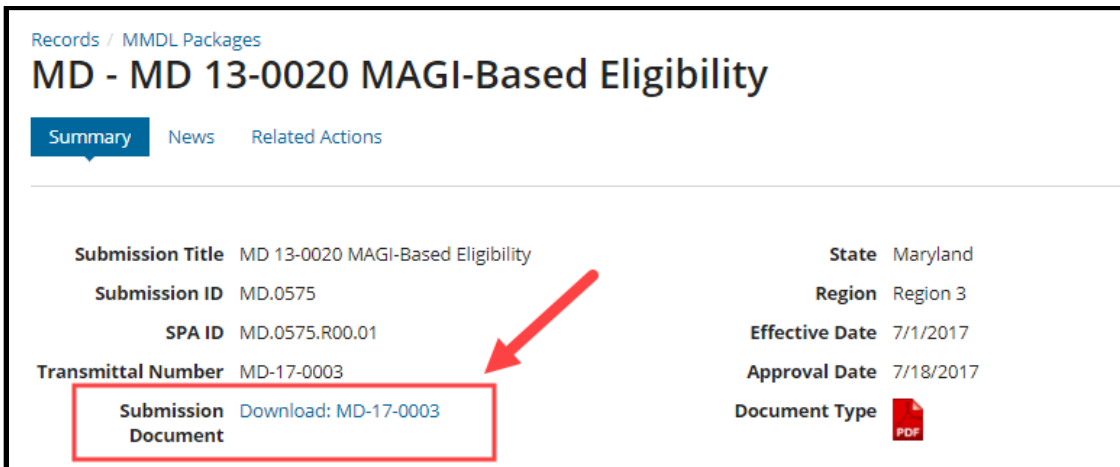 Records / MMDL Packages
MD - MD 13-0020 MAGI-Based Eligibility
Summary News Related Actions
Submission Title MD 13-0020 MAGI-Based Eligibility State Maryland
Submission ID MD.0575 Region Region 3
SPA ID MD.0575.R00.01 Effective Date 7/1/2017
Transmittal Number MD-17-0003 Approval Date 7/18/2017
Submission Download: MD-17-0003 Document Type
Document PDF